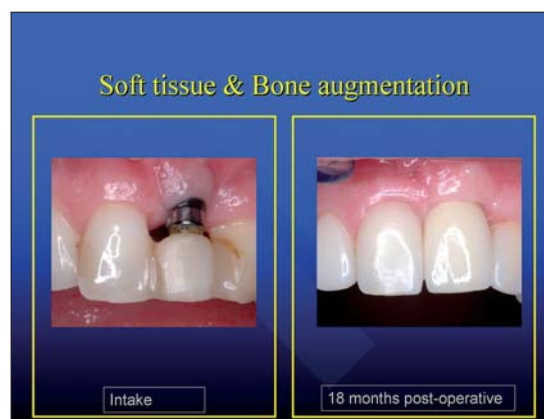 Soft tissue & Bone augmentation
Intake
18 months post-operative